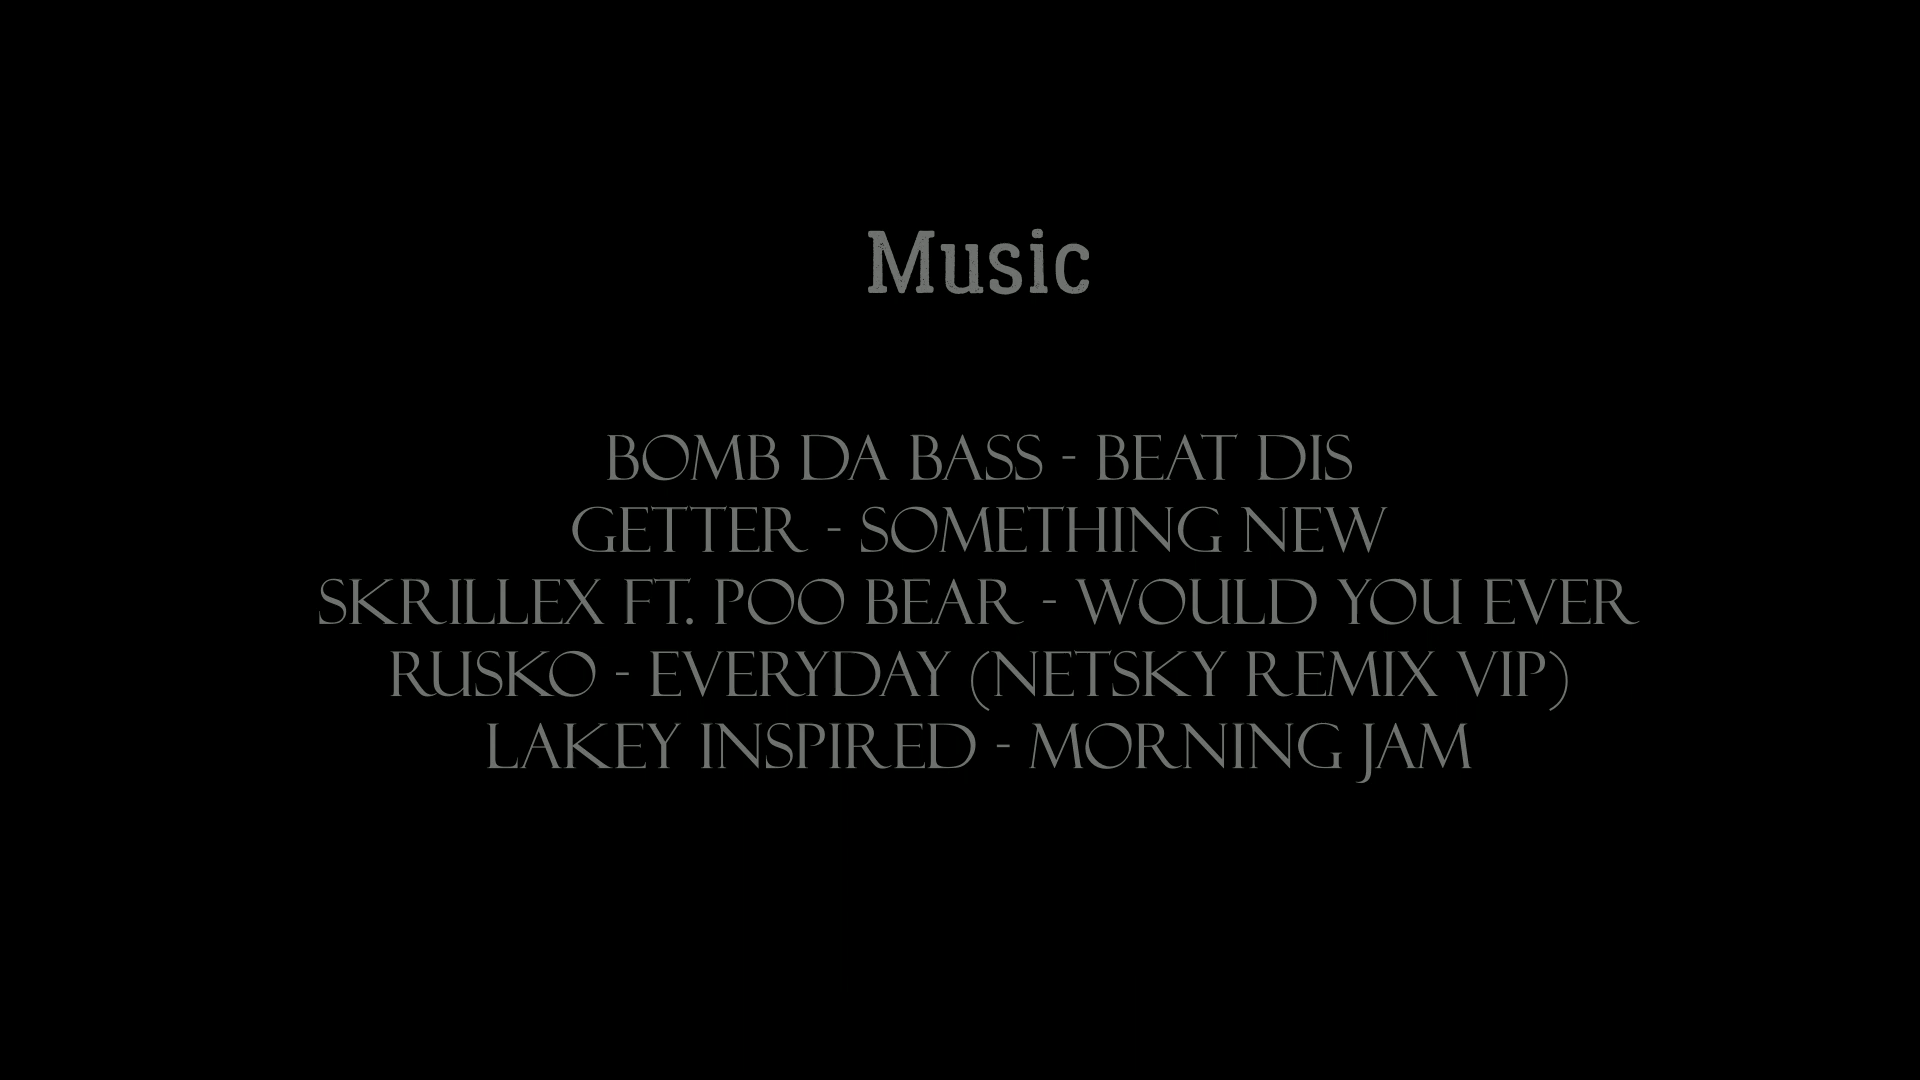 Music
BOMB DA BASS - BEAT DIS
GETTER - SOMETHING NEW
SKRILLEX FT. POO BEAR - WOULD YOU EVER
RUSKO - EVERYDAY (NETSKY REMIX VIP)
LAKEY INSPIRED - MORNING JAM